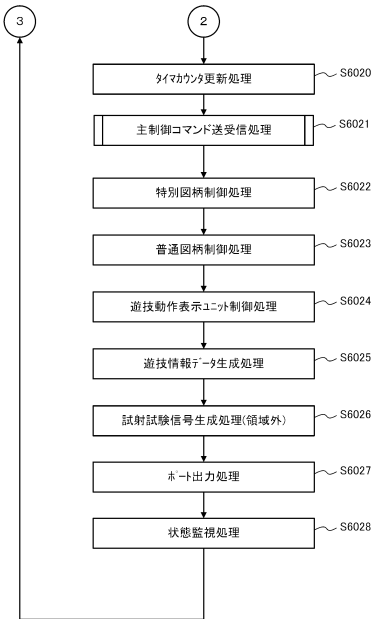 3
2
タイマカウンタ更新処理
S6020
主制御コマンド送受信処理
S6021
特別図柄制御処理
S6022
普通図柄制御処理
S6023
遊技動作表示ユニット制御処理
S6024
遊技情報データ生成処理
S6025
試射試験信号生成処理(領域外)
S6026
ポート出力処理
S6027
状態監視処理
S6028